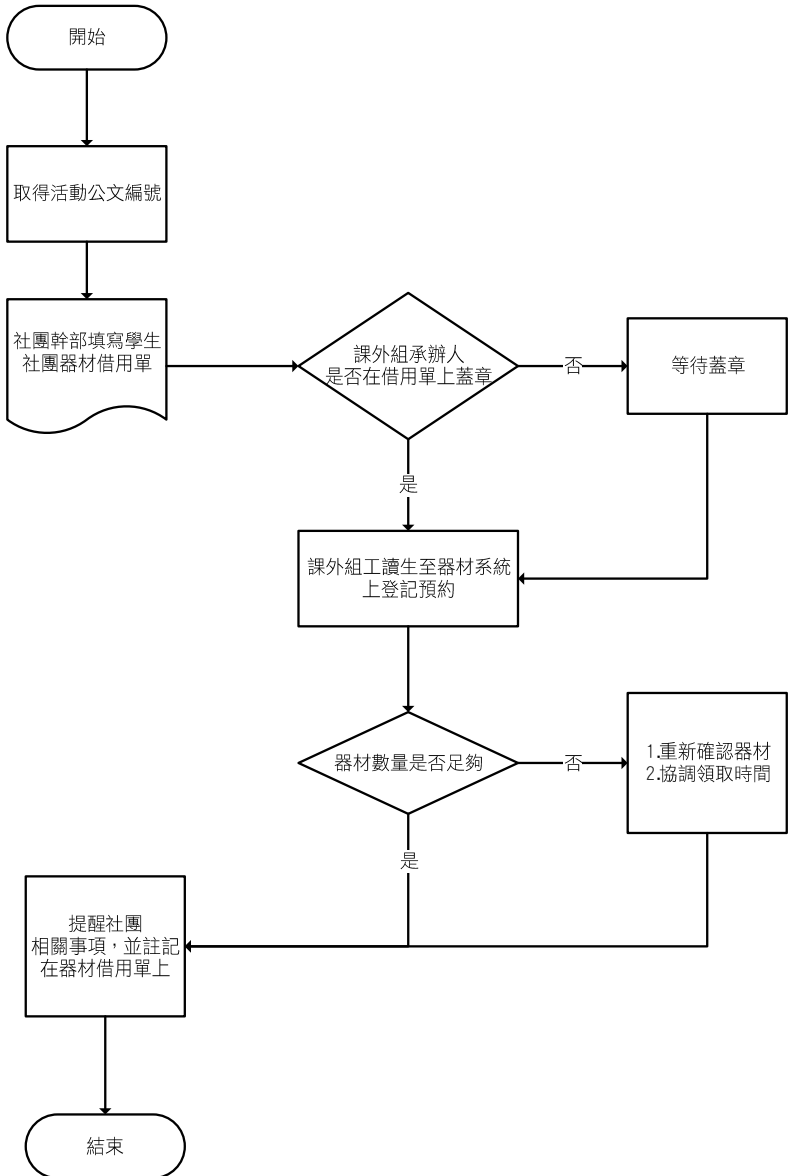 開始
取得活動公文編號
社團幹部填寫學生
社團器材借用單
課外組承辦人
是否在借用單上蓋章
否
等待蓋章
是
課外組工讀生至器材系統
上登記預約
器材數量是否足夠
否
1.重新確認器材
2.協調領取時間
是
提醒社團
相關事項，並註記
在器材借用單上
結束